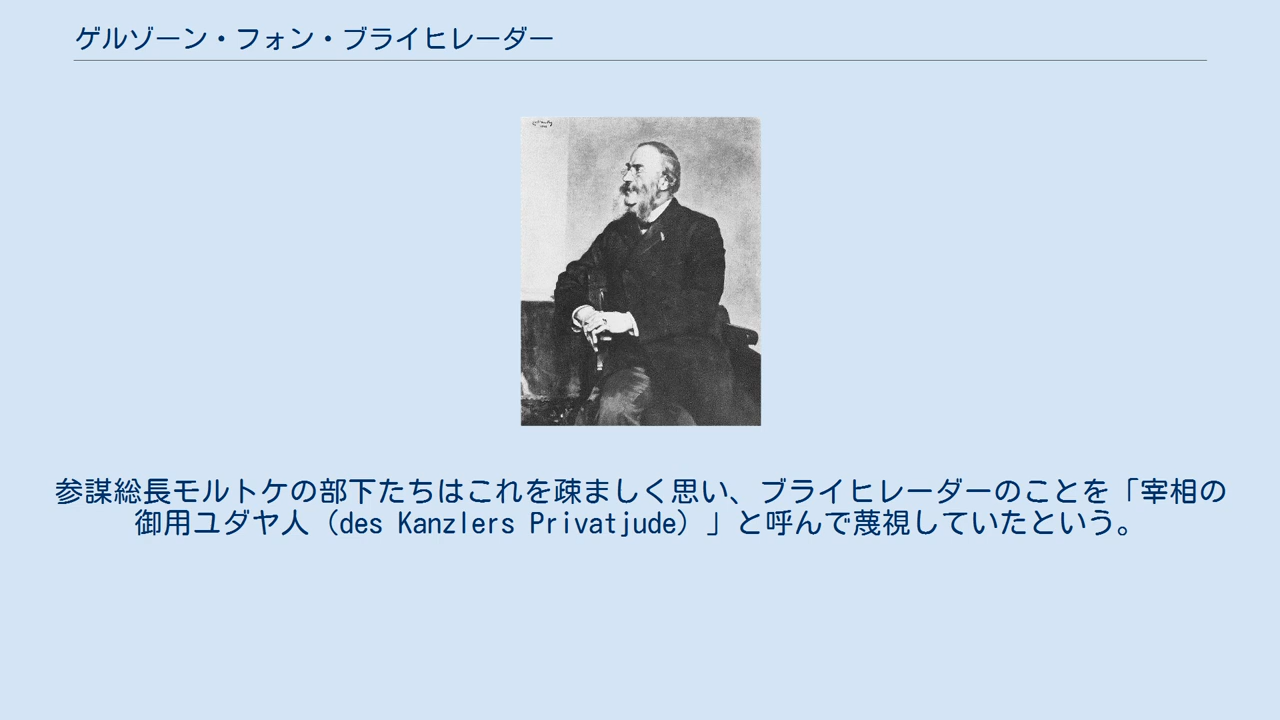 ゲルゾーン・フォン・ブライヒレーダー
参謀総長モルトケの部下たちはこれを疎ましく思い、ブライヒレーダーのことを「宰相の
御用ユダヤ人（des Kanzlers Privatjude）」と呼んで蔑視していたという。